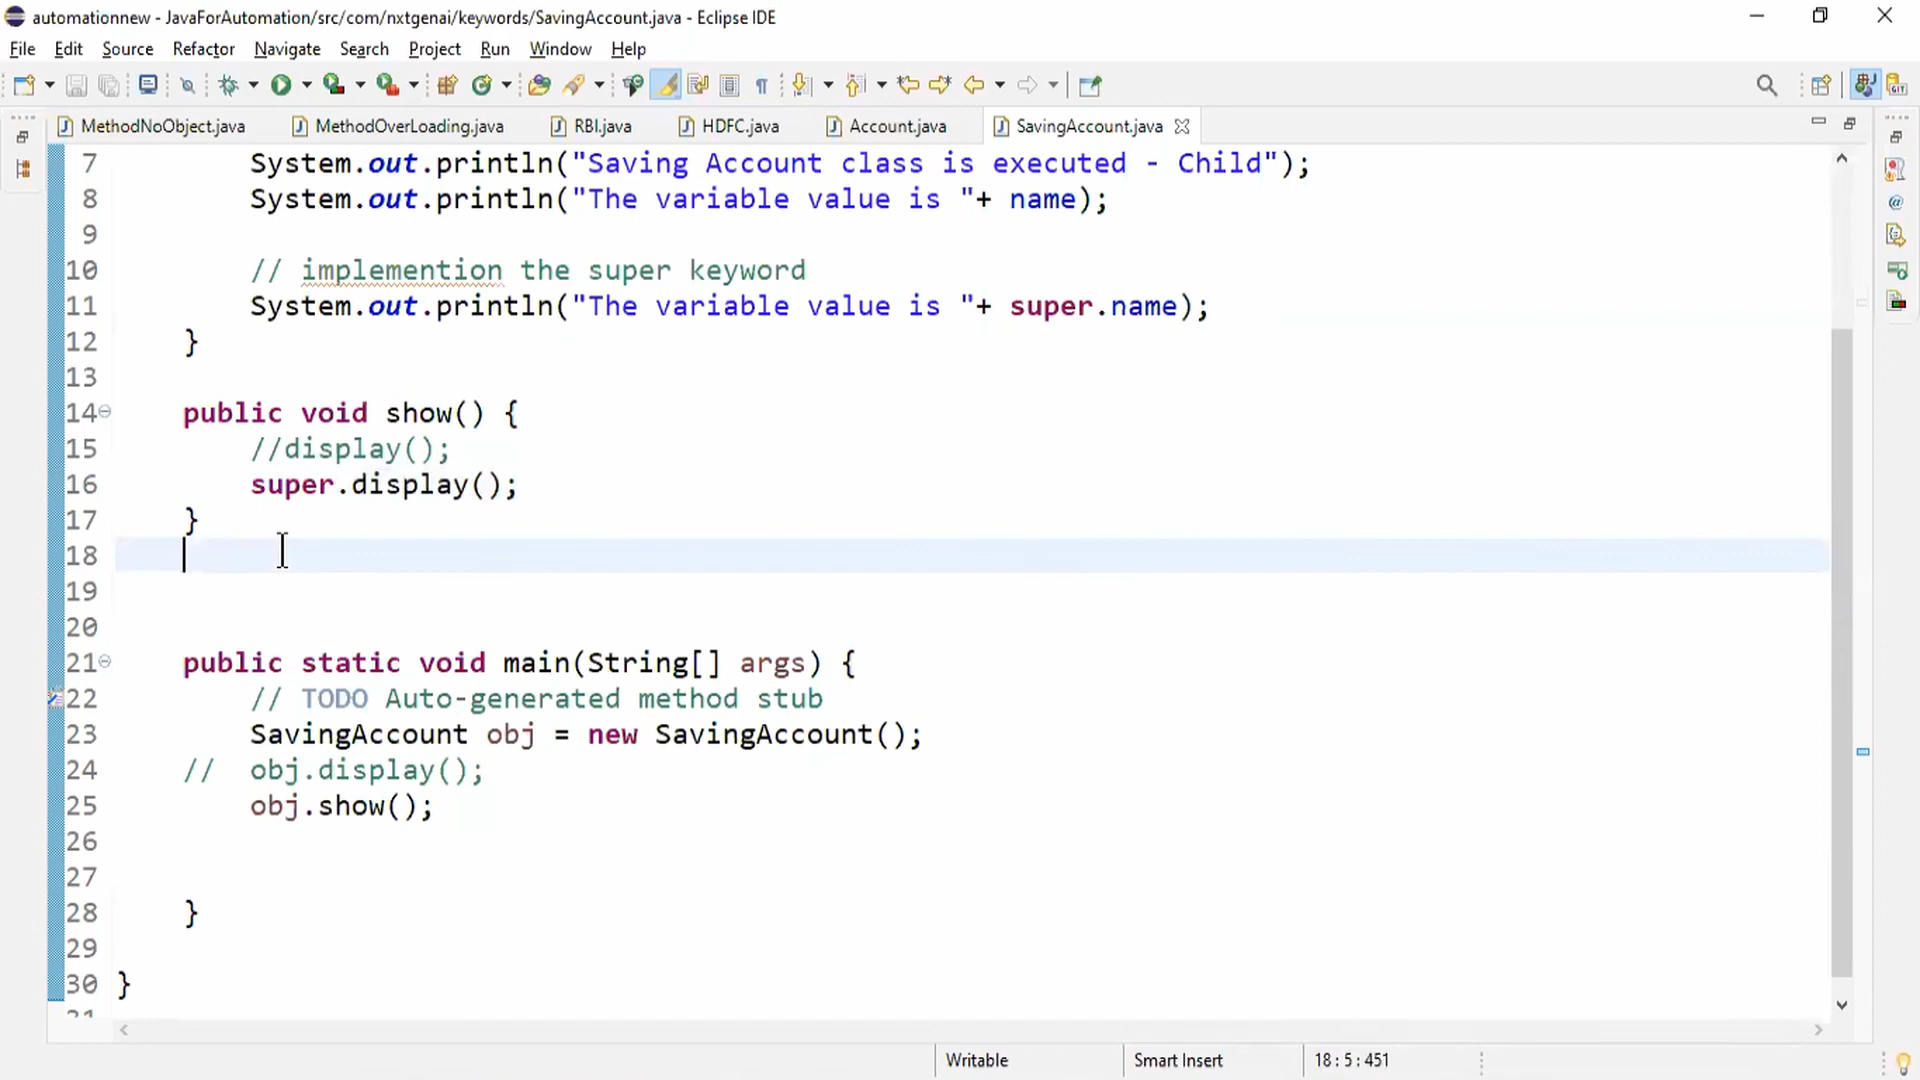 automationnew - JavaForAutomation/src/com/nxtgenai/keywords/SavingAccount.java - Eclipse IDE
File Edit Source Refactor Navigate Search Project Run Window Help
MethodNoObject.java MethodOverLoading.java RBI.java HDFC.java Account.java SavingAccount.java
7 System.out.println("Saving Account class is executed - Child");
8 System.out.println("The variable value is "+ name);
9
10 // implemention the super keyword
11 System.out.println("The variable value is "+ super.name);
12 }
13
14 public void show() {
15 //display();
16 super.display();
17 }
18
19
20
21 public static void main(String[] args) {
22 // TODO Auto-generated method stub
23 SavingAccount obj = new SavingAccount();
24 // obj.display();
25 obj.show();
26
27
28 }
29
30 }
31
Writable Smart Insert 18 : 5 : 451